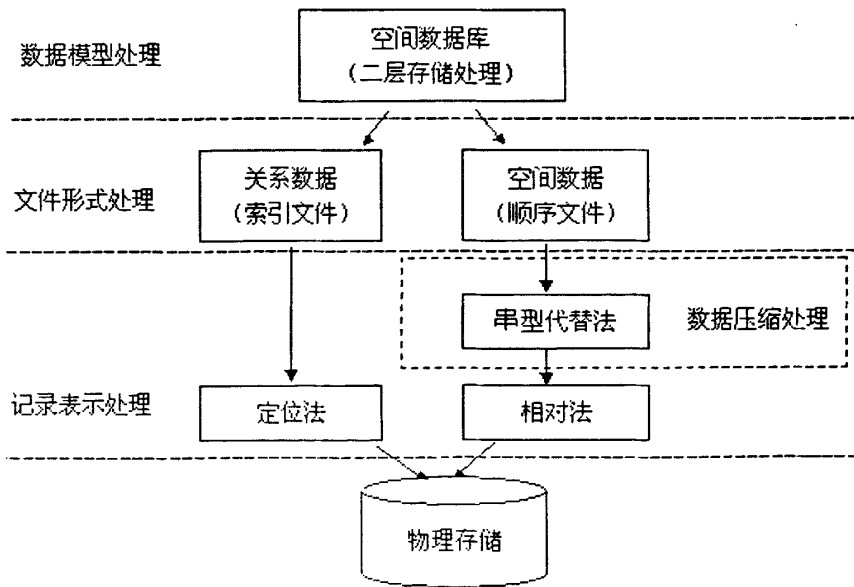 数据模型处理
空间数据库
(二层存储处理)
文件形式处理
关系数据
(索引文件)
空间数据
(顺序文件)
串型代替法
数据压缩处理
记录表示处理
定位法
相对法
物理存储